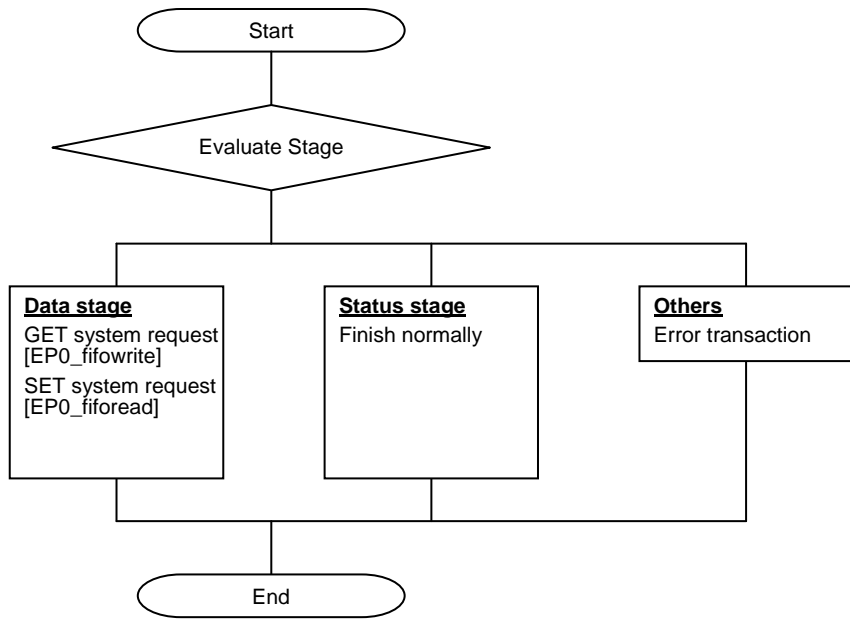 Start
Evaluate Stage
Data stage
GET system request
[EP0_fifowrite]
SET system request
[EP0_fiforead]
Status stage
Finish normally
Others
Error transaction
End